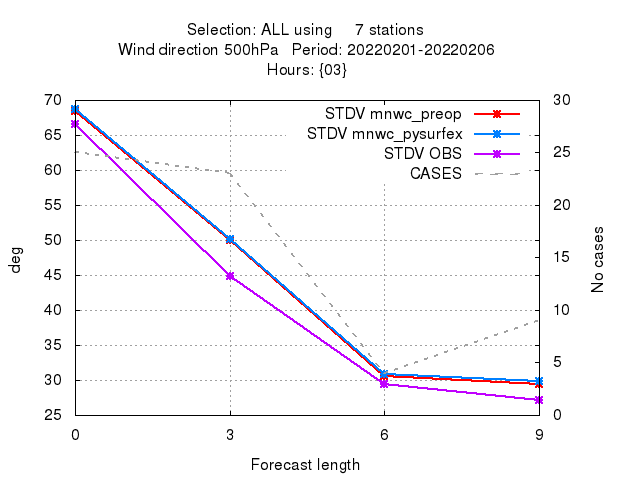 Selection: ALL using 7 stations
Wind direction 500hPa Period: 20220201-20220206
Hours: {03}
STDV mnwc_preop
STDV mnwc_pysurfex
STDV OBS
CASES
70
65
60
55
50
45
40
35
30
25
deg
30
25
20
15
10
5
0
No cases
0 3 6 9
Forecast length